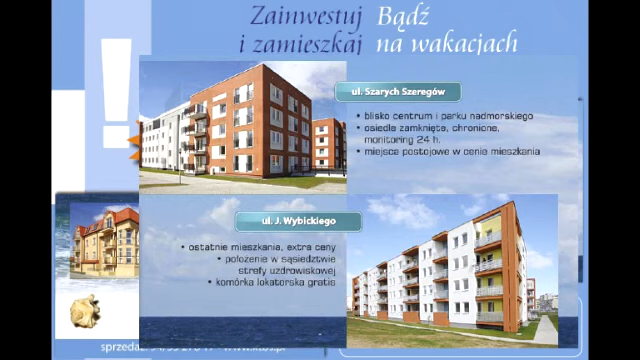 Zainwestuj
i zamieszkaj
Bądź
na wakacjach
!
ul. Szarych Szeregów
• blisko centrum i parku nadmorskiego
• osiedle zamknięte, chronione,
monitoring 24 h.
• miejsca postojowe w cenie mieszkania
ul. J. Wybickiego
• ostatnie mieszkania, extra ceny
• położenie w sąsiedztwie
strefy uzdrowiskowej
• komórka lokatorska gratis